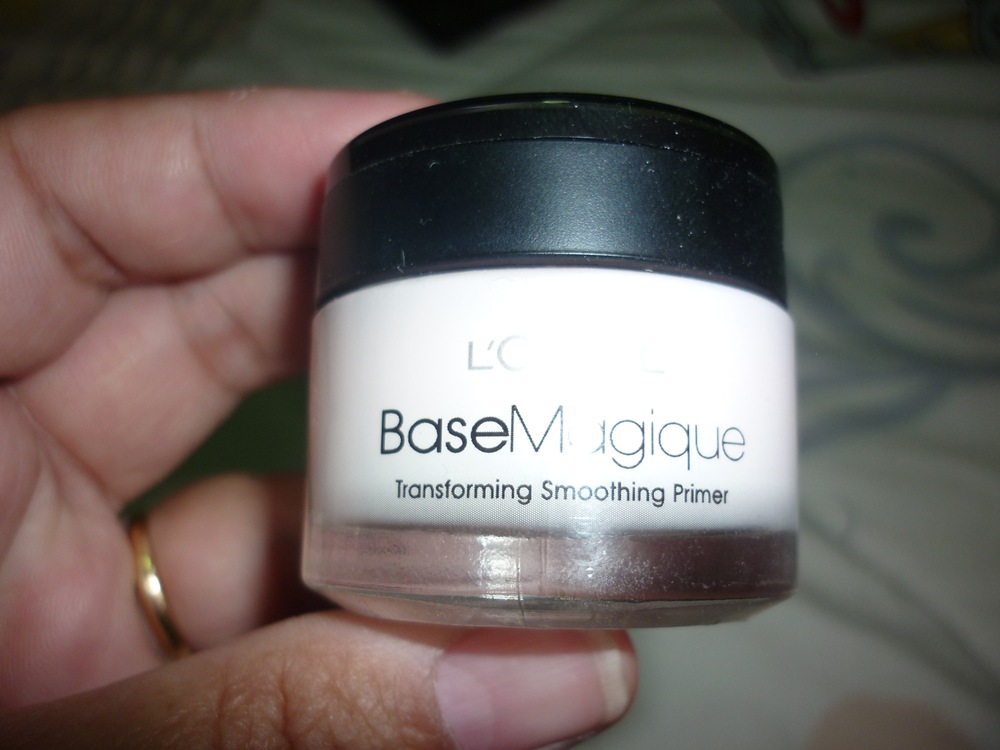 BaseMagique
Transforming Smoothing Primer